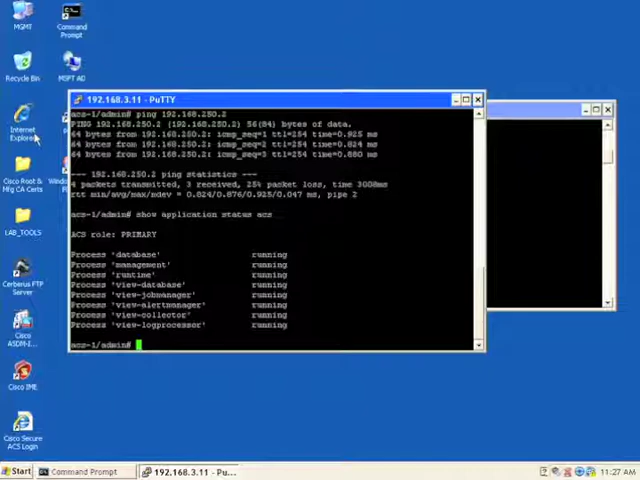 MGMT
Command
Prompt
Recycle Bin
MSFT AD
Internet
Explorer
Cisco Root &
Mfg CA Certs
LAB_TOOLS
Cerberus FTP
Server
Cisco
ASDM-I...
Cisco IME
Cisco Secure
ACS Login
192.168.3.11 - PuTTY
acs-1/admin# ping 192.168.250.2
PING 192.168.250.2 (192.168.250.2) 56(84) bytes of data.
64 bytes from 192.168.250.2: icmp_seq=1 ttl=254 time=0.925 ms
64 bytes from 192.168.250.2: icmp_seq=2 ttl=254 time=0.824 ms
64 bytes from 192.168.250.2: icmp_seq=3 ttl=254 time=0.880 ms
--- 192.168.250.2 ping statistics ---
4 packets transmitted, 3 received, 25% packet loss, time 3008ms
rtt min/avg/max/mdev = 0.824/0.876/0.925/0.047 ms, pipe 2
acs-1/admin# show application status acs
ACS role: PRIMARY
Process 'database' running
Process 'management' running
Process 'runtime' running
Process 'view-database' running
Process 'view-jobmanager' running
Process 'view-alertmanager' running
Process 'view-collector' running
Process 'view-logprocessor' running
acs-1/admin#
Start
Command Prompt
192.168.3.11 - Pu...
11:27 AM